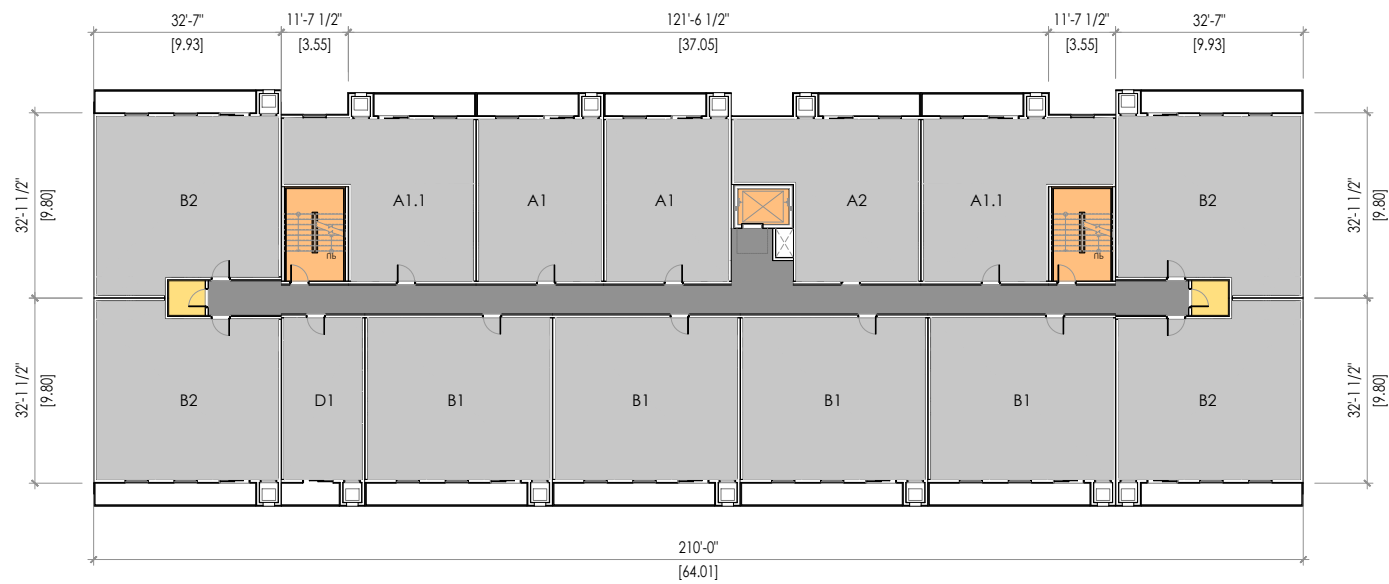 32'-7"
11'-7 1/2"
121'-6 1/2"
11'-7 1/2"
32'-7"
[9.93]
[3.55]
[37.05]
[3.55]
[9.93]
32'-1 1/2"
[9.80]
B2
A1.1
A1
A1
A2
A1.1
B2
32'-1 1/2"
[9.80]
UP
UP
32'-1 1/2"
[9.80]
B2
D1
B1
B1
B1
B1
B2
32'-1 1/2"
[9.80]
210'-0"
[64.01]